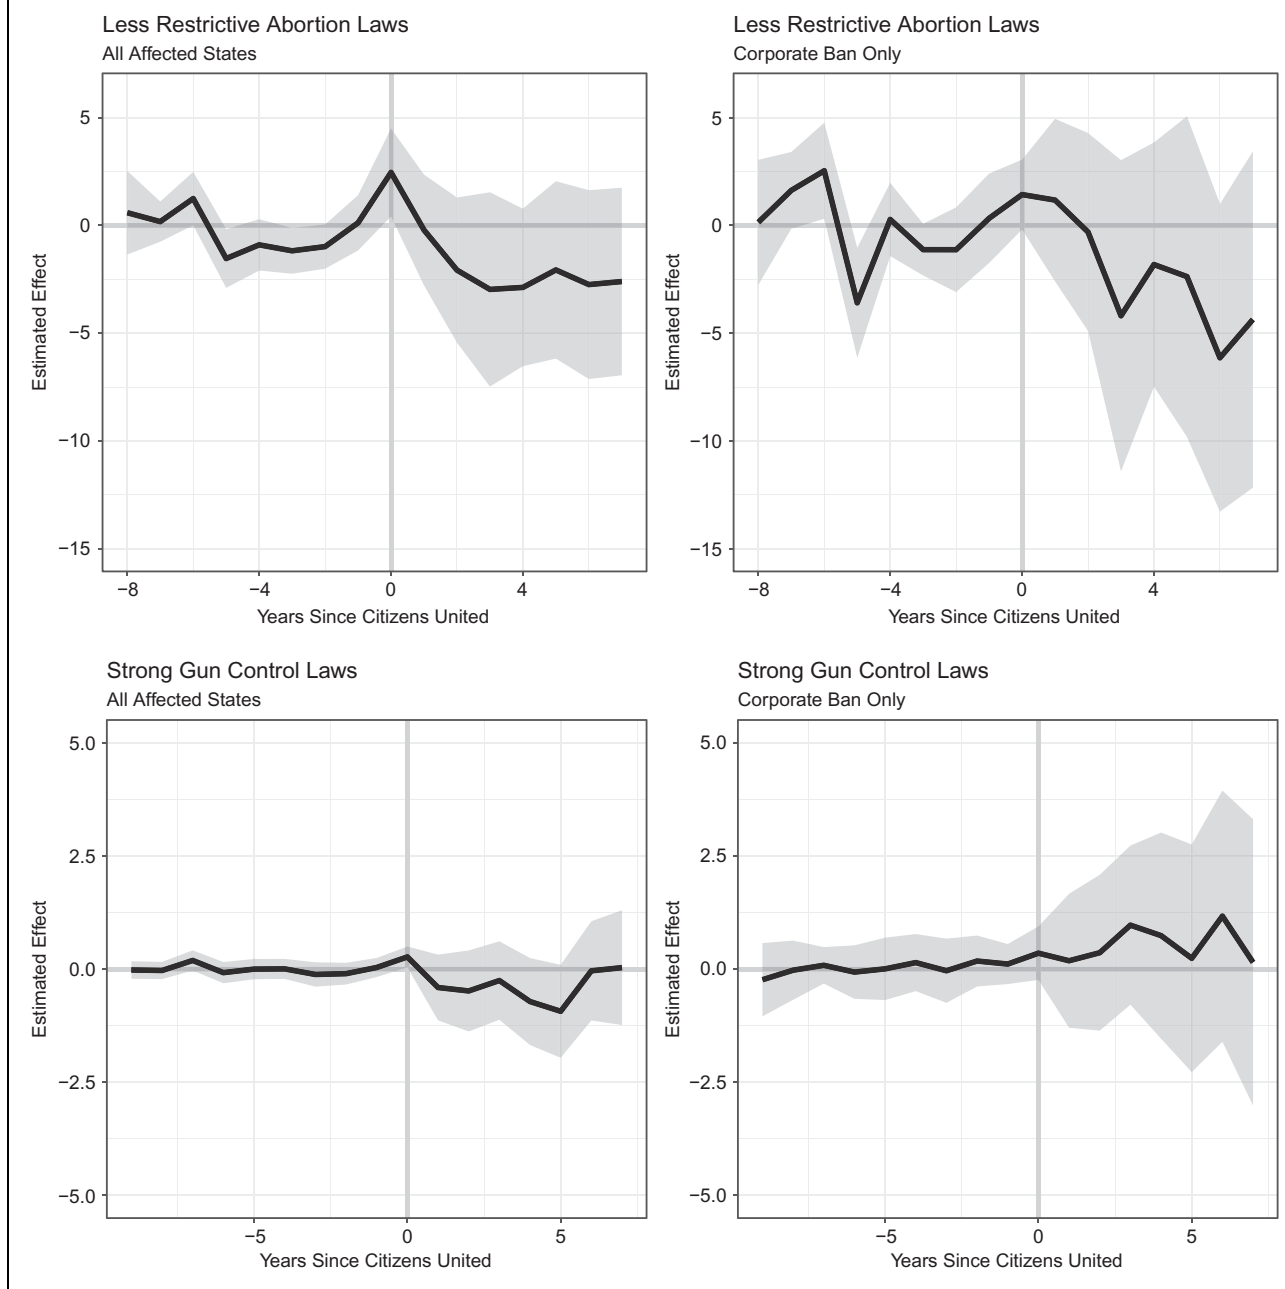 Less Restrictive Abortion Laws
All Affected States
5
0
−5
−10
−15
Estimated Effect
−8 −4 0 4
Years Since Citizens United
Less Restrictive Abortion Laws
Corporate Ban Only
5
0
−5
−10
−15
Estimated Effect
−8 −4 0 4
Years Since Citizens United
Strong Gun Control Laws
All Affected States
5.0
2.5
0.0
−2.5
−5.0
Estimated Effect
−5 0 5
Years Since Citizens United
Strong Gun Control Laws
Corporate Ban Only
5.0
2.5
0.0
−2.5
−5.0
Estimated Effect
−5 0 5
Years Since Citizens United